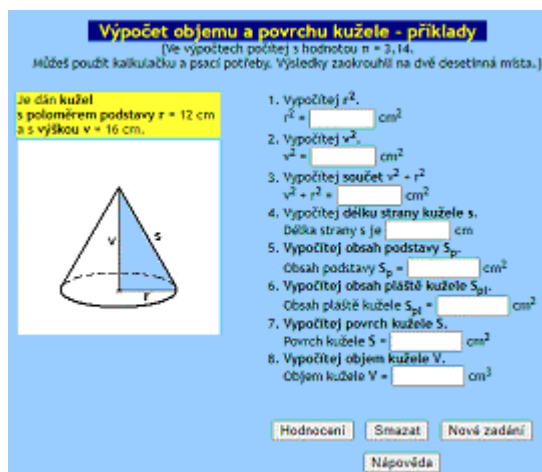 Výpočet objemu a povrchu kužele - příklady
(Ve výpočtech počítej s hodnotou π = 3,14.
Můžeš použít kalkulačku a psací potřeby. Výsledky zaokrouhli na dvě desetinná místa.)
Je dán kužel
s poloměrem podstavy r = 12 cm
a s výškou v = 16 cm.
v
s
r
1. Vypočítej r².
r² = cm²
2. Vypočítej v².
v² = cm²
3. Vypočítej součet v² + r²
v² + r² = cm²
4. Vypočítej délku strany kužele s.
Délka strany s je cm
5. Vypočítej obsah podstavy Sp.
Obsah podstavy Sp = cm²
6. Vypočítej obsah pláště kužele Spl.
Obsah pláště kužele Spl = cm²
7. Vypočítej povrch kužele S.
Povrch kužele S = cm²
8. Vypočítej objem kužele V.
Objem kužele V = cm³
Hodnocení Smazat Nové zadání
Nápověda